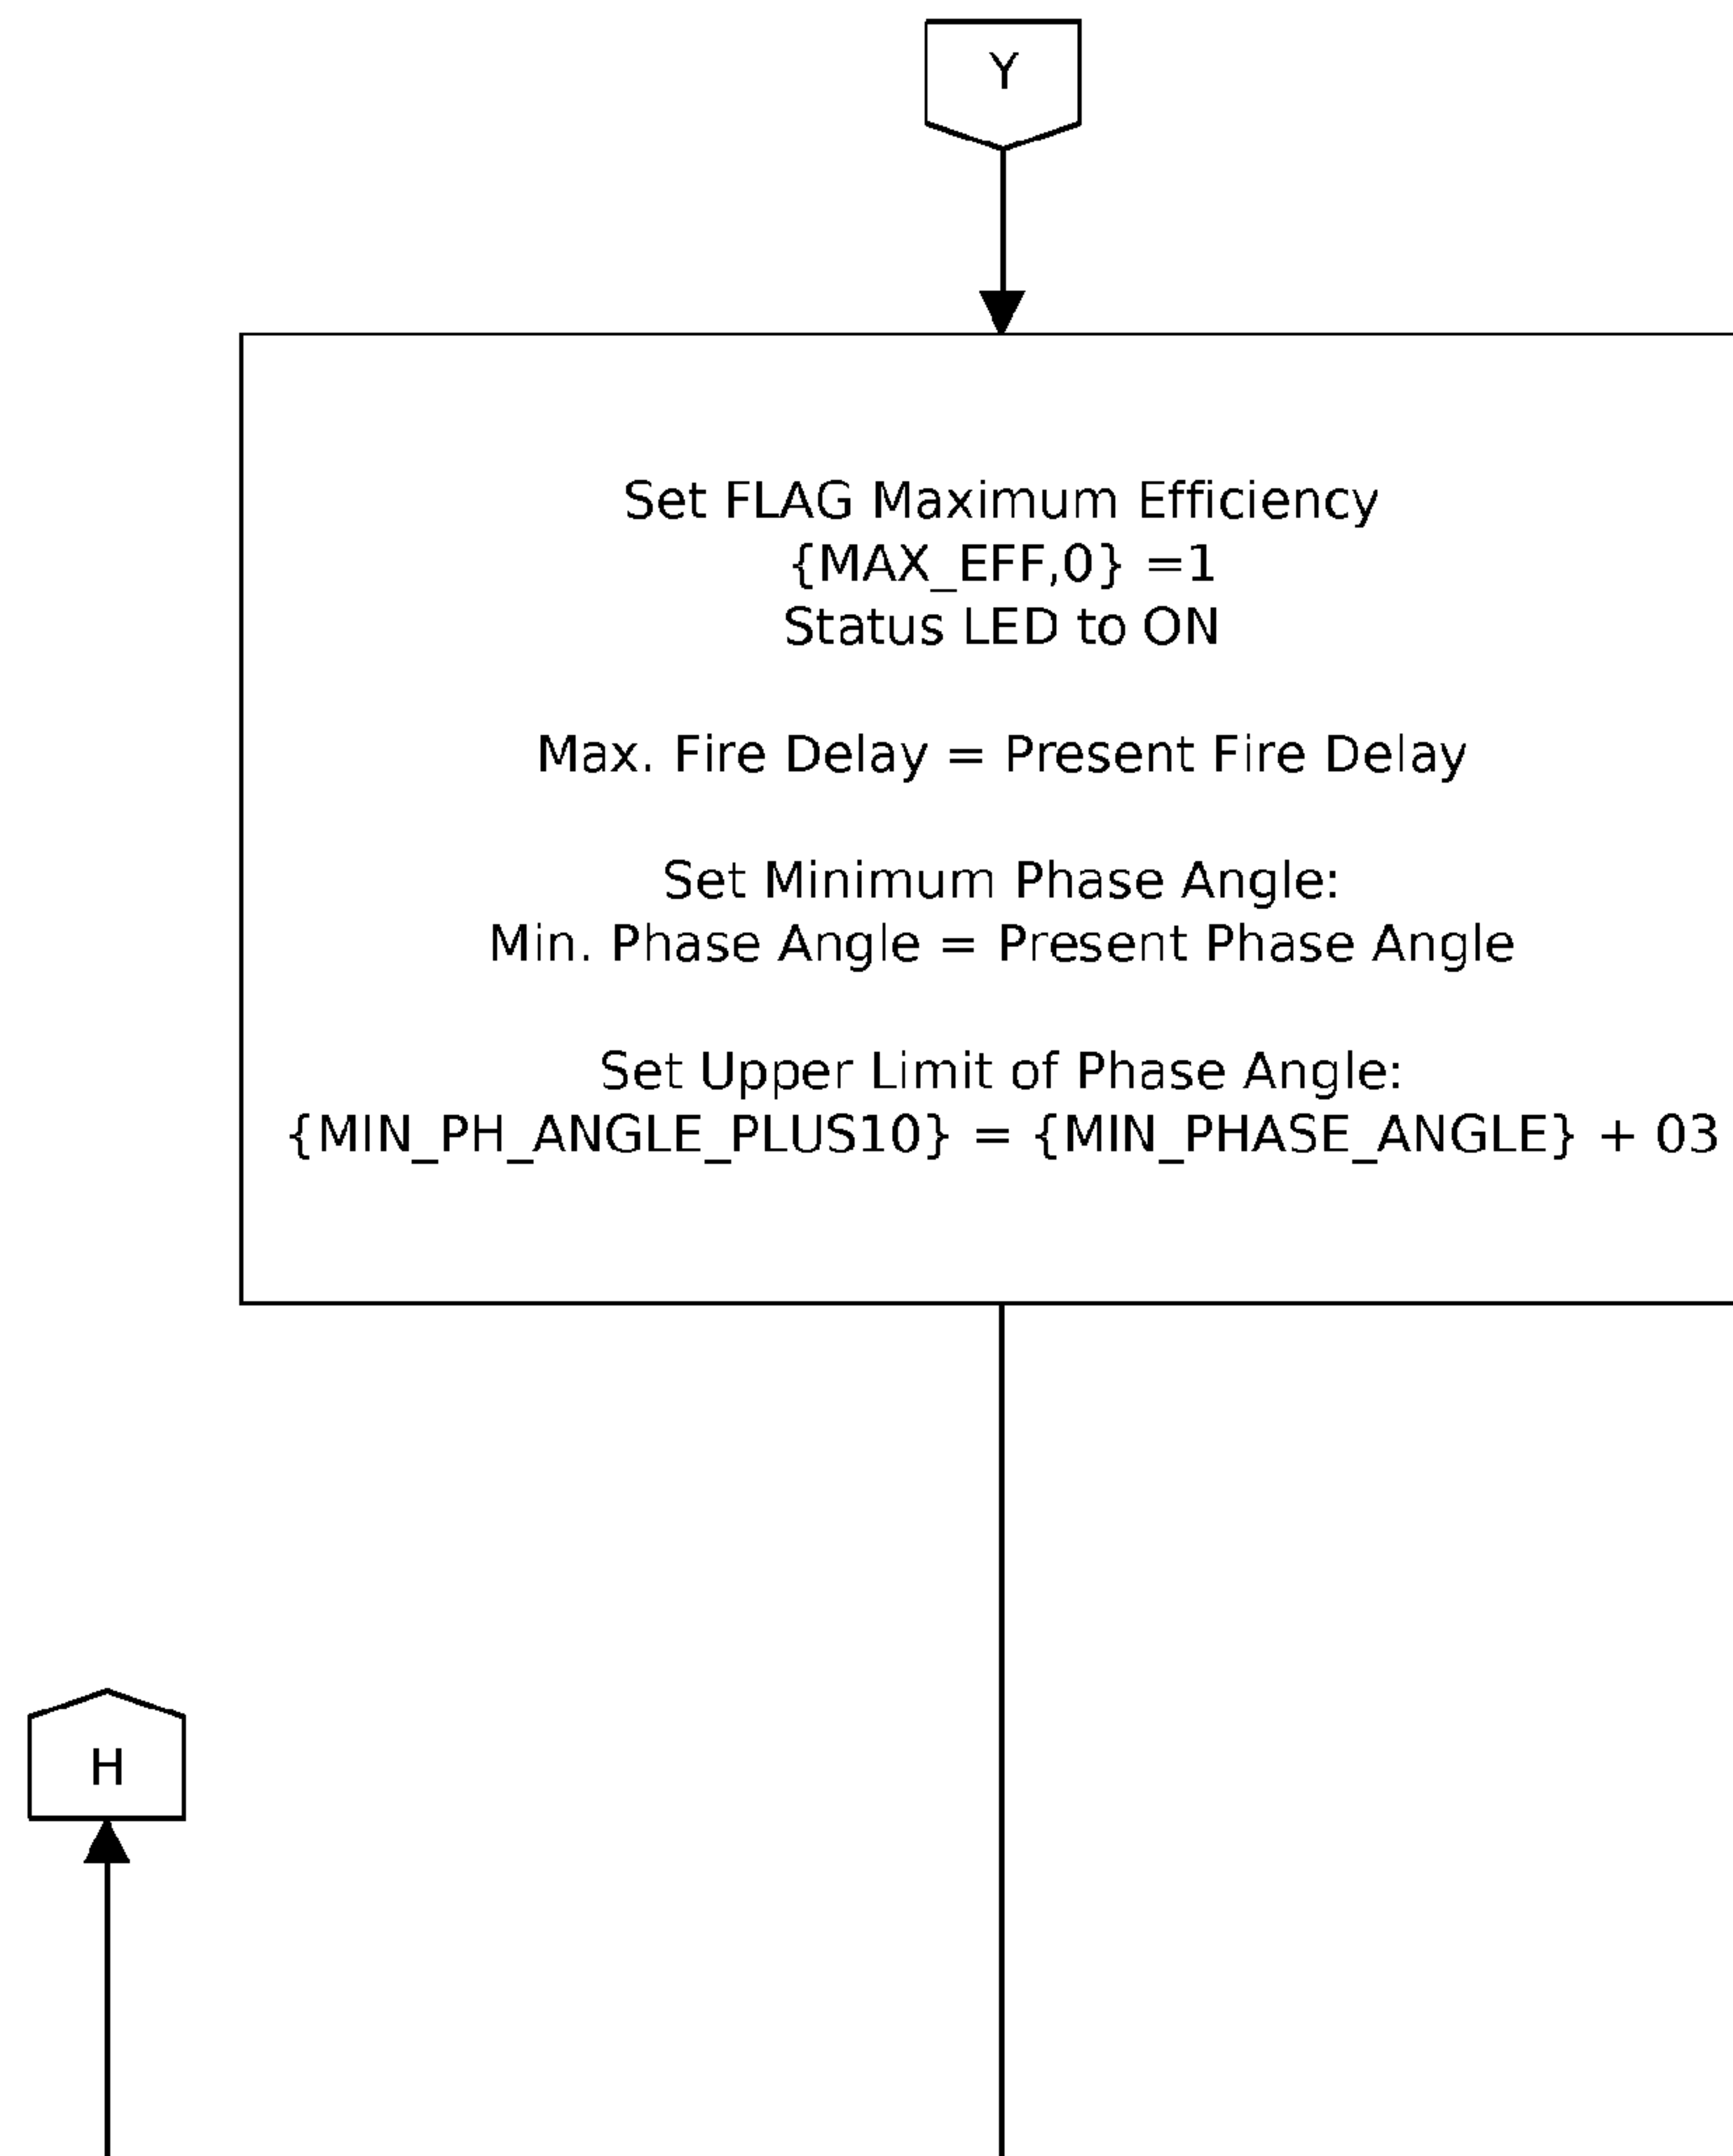 Y
Set FLAG Maximum Efficiency
{MAX_EFF,0} =1
Status LED to ON
Max. Fire Delay = Present Fire Delay
Set Minimum Phase Angle:
Min. Phase Angle = Present Phase Angle
Set Upper Limit of Phase Angle:
{MIN_PH_ANGLE_PLUS10} = {MIN_PHASE_ANGLE} + 03
H